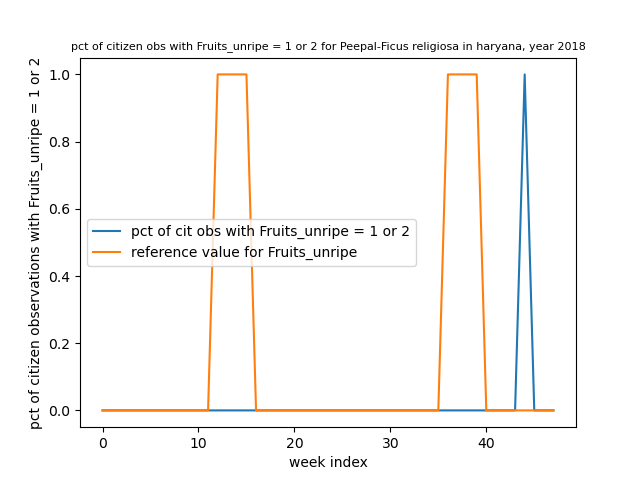 pct of citizen obs with Fruits_unripe = 1 or 2 for Peepal-Ficus religiosa in haryana, year 2018
pct of citizen observations with Fruits_unripe = 1 or 2
1.0
0.8
0.6
0.4
0.2
0.0
pct of cit obs with Fruits_unripe = 1 or 2
reference value for Fruits_unripe
0 10 20 30 40
week index